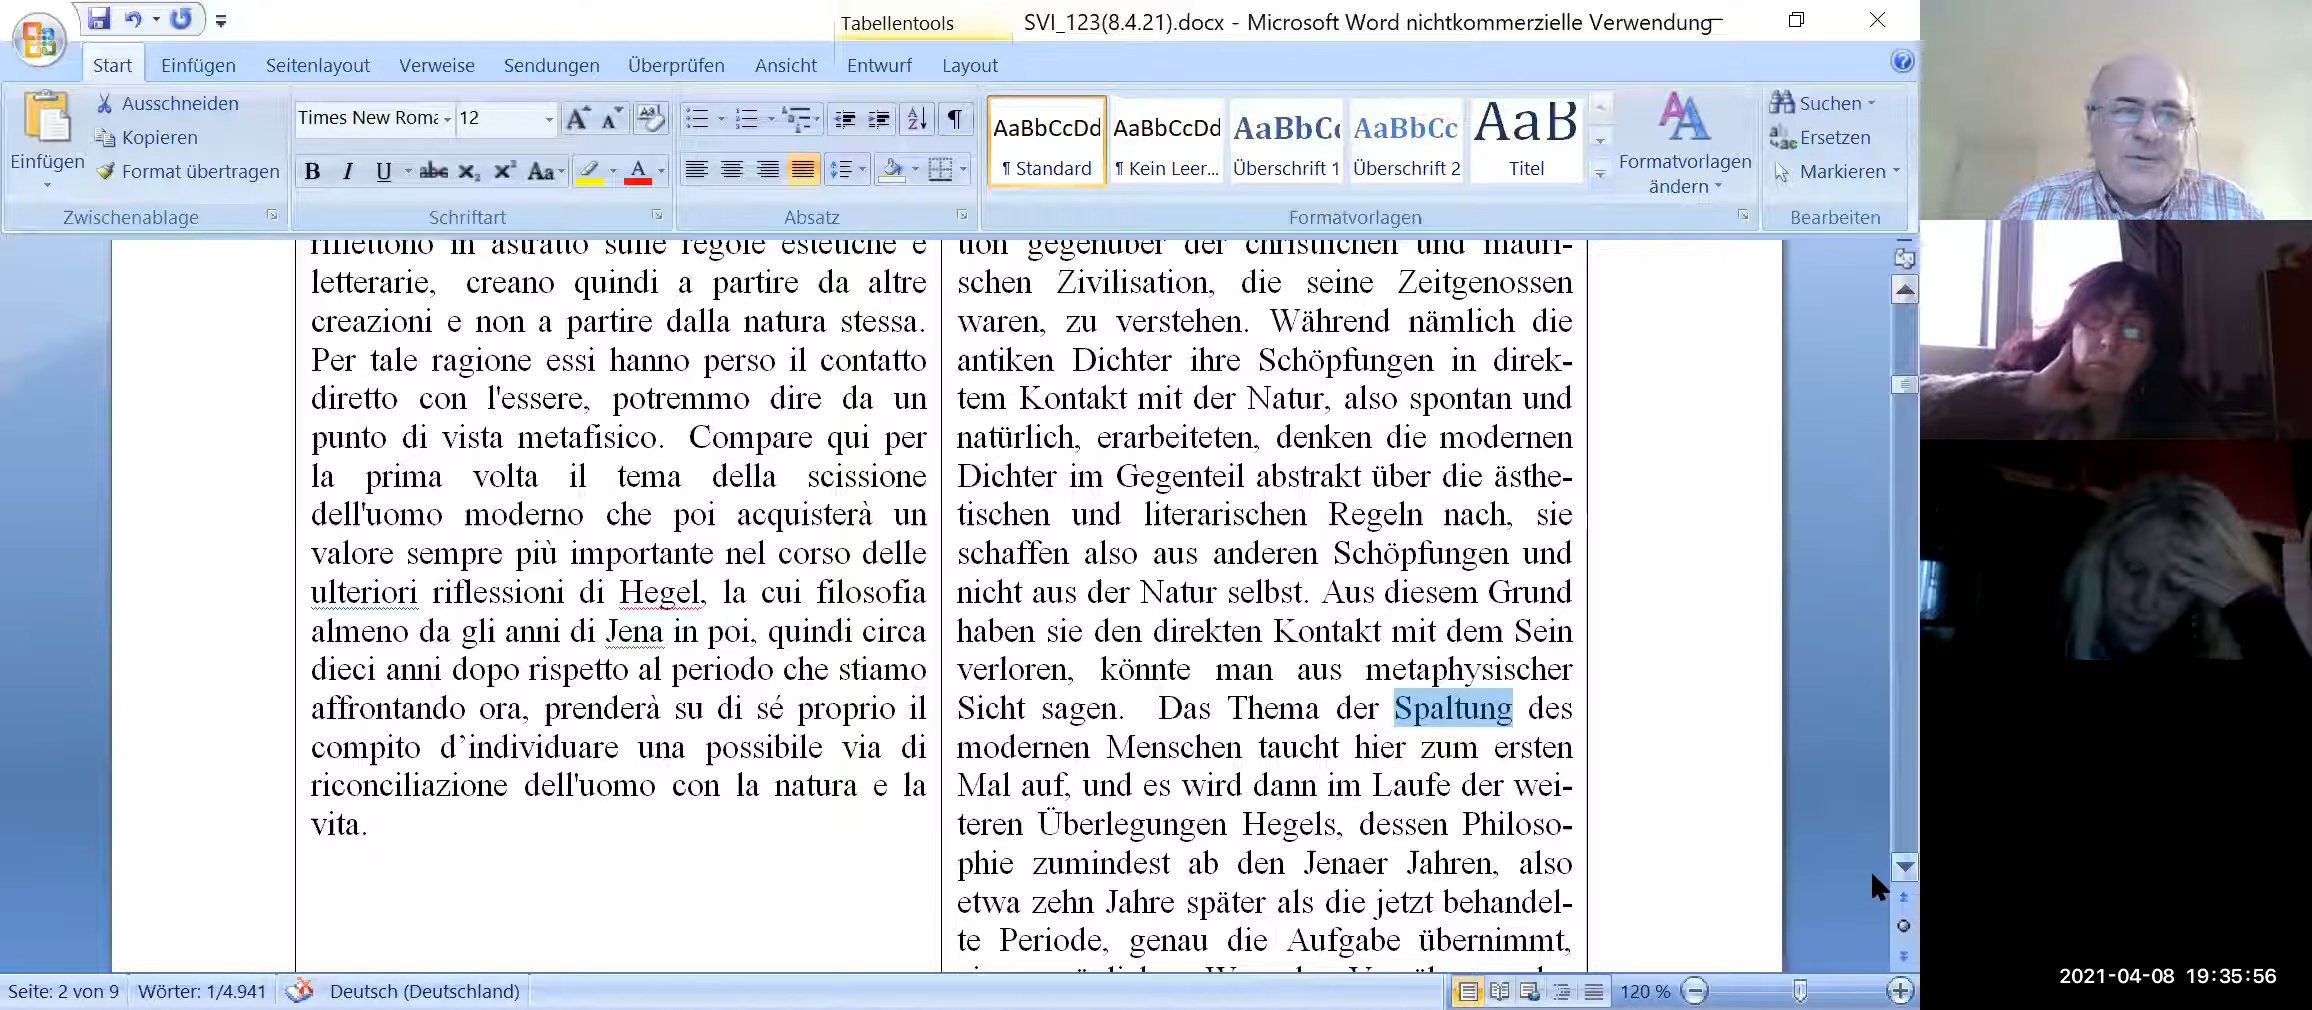 Tabellentools
SVI_123(8.4.21).docx - Microsoft Word nichtkommerzielle Verwendung
Start Einfügen Seitenlayout Verweise Sendungen Überprüfen Ansicht Entwurf Layout
Einfügen
Ausschneiden
Kopieren
Format übertragen
Zwischenablage
Times New Roma 12
Schriftart
Absatz
AaBbCcDd AaBbCcDd AaBbCc AaBbCc AaB
¶ Standard ¶ Kein Leer... Überschrift 1 Überschrift 2 Titel
Formatvorlagen
ändern
Formatvorlagen
Suchen
Ersetzen
Markieren
Bearbeiten
riflettono in astratto sulle regole estetiche e
letterarie, creano quindi a partire da altre
creazioni e non a partire dalla natura stessa.
Per tale ragione essi hanno perso il contatto
diretto con l'essere, potremmo dire da un
punto di vista metafisico. Compare qui per
la prima volta il tema della scissione
dell'uomo moderno che poi acquisterà un
valore sempre più importante nel corso delle
ulteriori riflessioni di Hegel, la cui filosofia
almeno da gli anni di Jena in poi, quindi circa
dieci anni dopo rispetto al periodo che stiamo
affrontando ora, prenderà su di sé proprio il
compito d’individuare una possibile via di
riconciliazione dell'uomo con la natura e la
vita.
tion gegenüber der christlichen und mauri-
schen Zivilisation, die seine Zeitgenossen
waren, zu verstehen. Während nämlich die
antiken Dichter ihre Schöpfungen in direk-
tem Kontakt mit der Natur, also spontan und
natürlich, erarbeiteten, denken die modernen
Dichter im Gegenteil abstrakt über die ästhe-
tischen und literarischen Regeln nach, sie
schaffen also aus anderen Schöpfungen und
nicht aus der Natur selbst. Aus diesem Grund
haben sie den direkten Kontakt mit dem Sein
verloren, könnte man aus metaphysischer
Sicht sagen. Das Thema der Spaltung des
modernen Menschen taucht hier zum ersten
Mal auf, und es wird dann im Laufe der wei-
teren Überlegungen Hegels, dessen Philoso-
phie zumindest ab den Jenaer Jahren, also
etwa zehn Jahre später als die jetzt behandel-
te Periode, genau die Aufgabe übernimmt,
Seite: 2 von 9 Wörter: 1/4.941 Deutsch (Deutschland) 120 %
2021-04-08 19:35:56